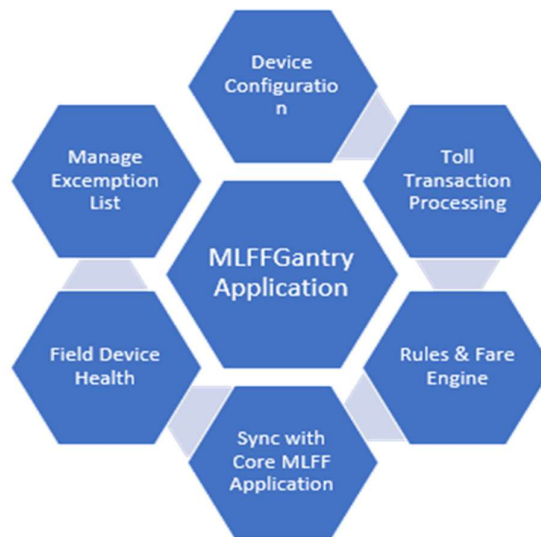 Device
Configuratio
n
Toll
Transaction
Processing
Rules & Fare
Engine
Sync with
Core MLFF
Application
Field Device
Health
Manage
Excemption
List
MLFFGantry
Application